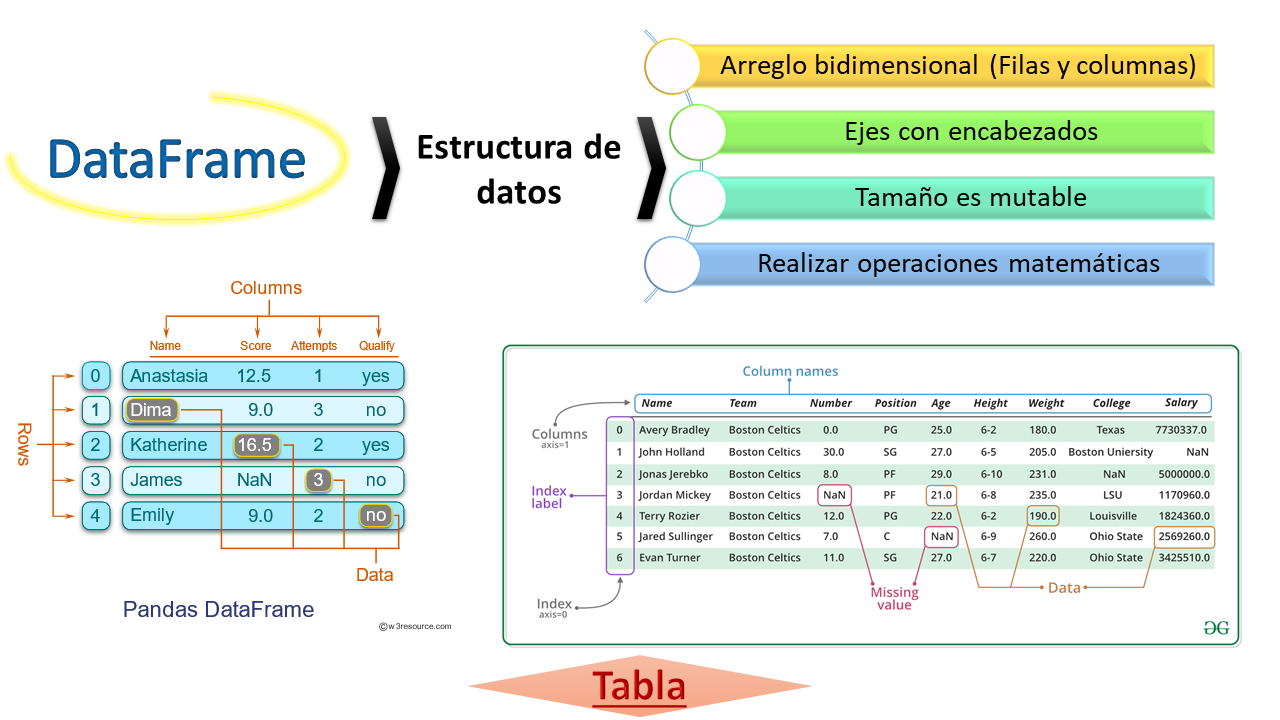 DataFrame
Estructura de
datos
Arreglo bidimensional (Filas y columnas)
Ejes con encabezados
Tamaño es mutable
Realizar operaciones matemáticas
Columns
Name Score Attempts Qualify
Rows
0 Anastasia 12.5 1 yes
1 Dima 9.0 3 no
2 Katherine 16.5 2 yes
3 James NaN 3 no
4 Emily 9.0 2 no
Data
Pandas DataFrame
©w3resource.com
Column names
Columns
axis=1
Name Team Number Position Age Height Weight College Salary
0 Avery Bradley Boston Celtics 0.0 PG 25.0 6-2 180.0 Texas 7730337.0
1 John Holland Boston Celtics 30.0 SG 27.0 6-5 205.0 Boston Uniersity NaN
2 Jonas Jerebko Boston Celtics 8.0 PF 29.0 6-10 231.0 NaN 5000000.0
3 Jordan Mickey Boston Celtics NaN PF 21.0 6-8 235.0 LSU 1170960.0
4 Terry Rozier Boston Celtics 12.0 PG 22.0 6-2 190.0 Louisville 1824360.0
5 Jared Sullinger Boston Celtics 7.0 C NaN 6-9 260.0 Ohio State 2569260.0
6 Evan Turner Boston Celtics 11.0 SG 27.0 6-7 220.0 Ohio State 3425510.0
Index
label
Index
axis=0
Missing
value
Data
Tabla